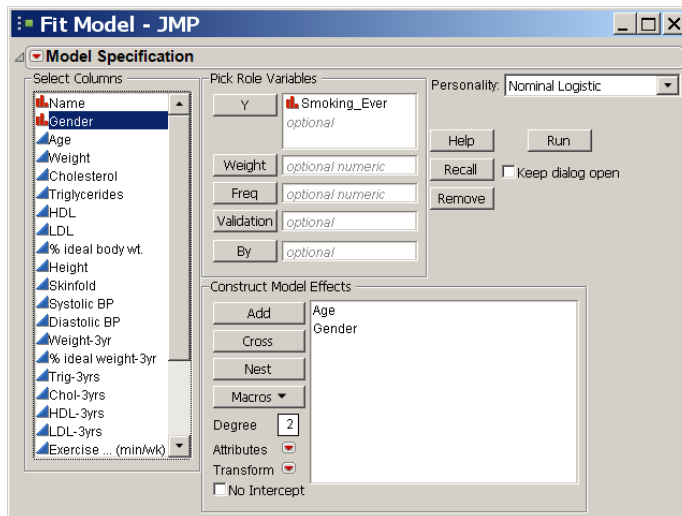 Fit Model - JMP
Model Specification
Select Columns
Name
Gender
Age
Weight
Cholesterol
Triglycerides
HDL
LDL
% ideal body wt.
Height
Skinfold
Systolic BP
Diastolic BP
Weight-3yr
% ideal weight-3yr
Trig-3yrs
Chol-3yrs
HDL-3yrs
LDL-3yrs
Exercise ... (min/wk)
Pick Role Variables
Y
Smoking_Ever
optional
Weight optional numeric
Freq optional numeric
Validation optional
By optional
Personality: Nominal Logistic
Help Run
Recall Keep dialog open
Remove
Construct Model Effects
Add
Cross
Nest
Macros
Degree 2
Attributes
Transform
No Intercept
Age
Gender